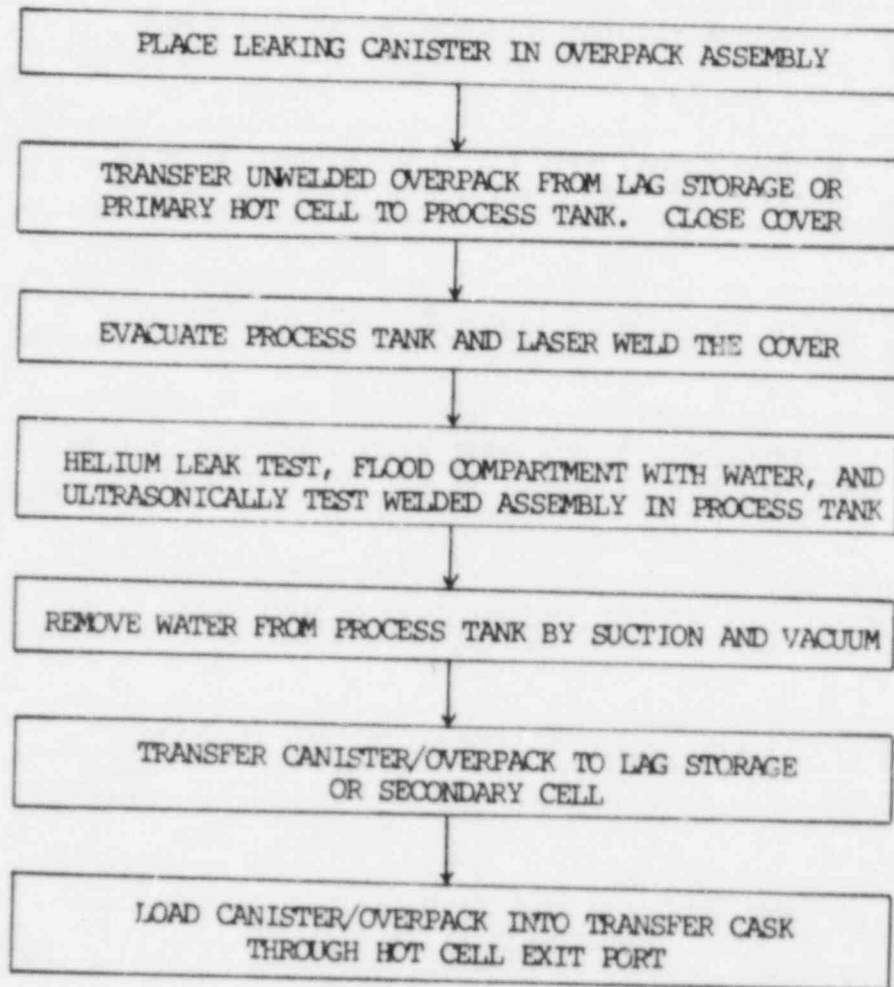 PLACE LEAKING CANISTER IN OVERPACK ASSEMBLY
TRANSFER UNWELDED OVERPACK FROM LAG STORAGE OR
PRIMARY HOT CELL TO PROCESS TANK. CLOSE COVER
EVACUATE PROCESS TANK AND LASER WELD THE COVER
HELIUM LEAK TEST, FLOOD COMPARTMENT WITH WATER, AND
ULTRASONICALLY TEST WELDED ASSEMBLY IN PROCESS TANK
REMOVE WATER FROM PROCESS TANK BY SUCTION AND VACUUM
TRANSFER CANISTER/OVERPACK TO LAG STORAGE
OR SECONDARY CELL
LOAD CANISTER/OVERPACK INTO TRANSFER CASK
THROUGH HOT CELL EXIT PORT